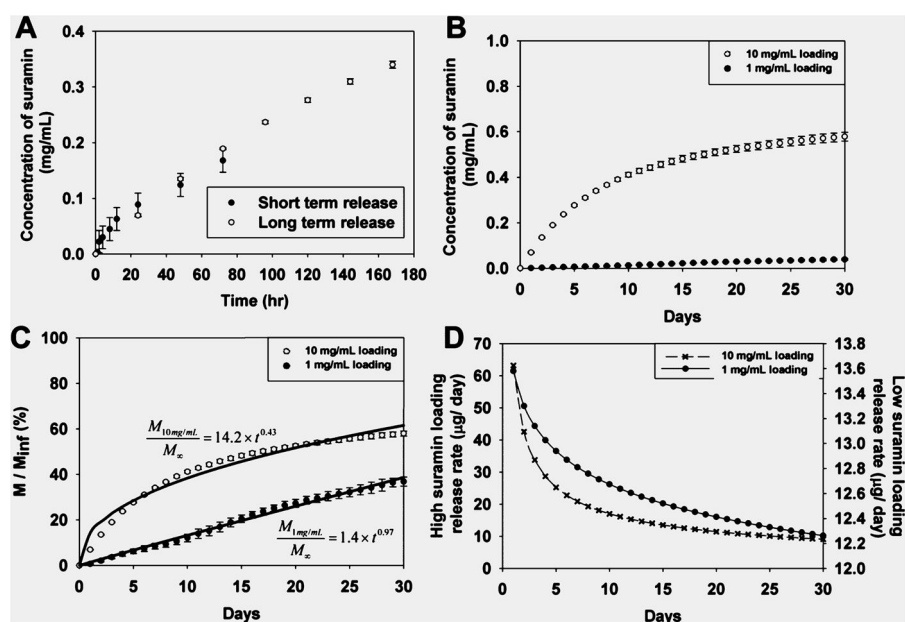 A
Concentration of suramin
(mg/mL)
0.4
0.3
0.2
0.1
0.0
Short term release
Long term release
0 20 40 60 80 100 120 140 160 180
Time (hr)
B
Concentration of suramin
(mg/mL)
1.0
0.8
0.6
0.4
0.2
0.0
10 mg/mL loading
1 mg/mL loading
0 5 10 15 20 25 30
Days
C
M / Minf (%)
100
80
60
40
20
0
10 mg/mL loading
1 mg/mL loading
M10mg/mL / M∞ = 14.2 × t^0.43
M1mg/mL / M∞ = 1.4 × t^0.97
0 5 10 15 20 25 30
Days
D
High suramin loading
release rate (μg/ day)
70
60
50
40
30
20
10
0
10 mg/mL loading
1 mg/mL loading
13.8
13.6
13.4
13.2
13.0
12.8
12.6
12.4
12.2
12.0
Low suramin loading
release rate (μg/ day)
0 5 10 15 20 25 30
Days